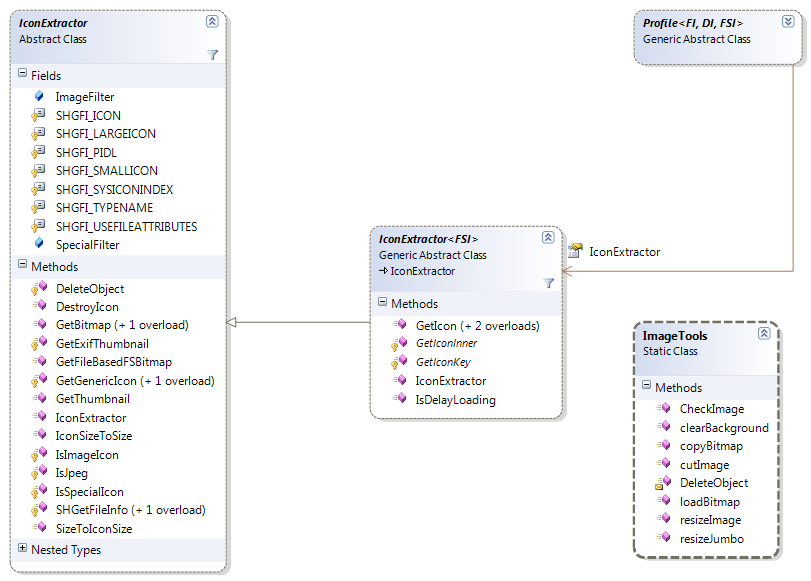 IconExtractor
Abstract Class
Fields
ImageFilter
SHGFI_ICON
SHGFI_LARGEICON
SHGFI_PIDL
SHGFI_SMALLICON
SHGFI_SYSICONINDEX
SHGFI_TYPENAME
SHGFI_USEFILEATTRIBUTES
SpecialFilter
Methods
DeleteObject
DestroyIcon
GetBitmap (+ 1 overload)
GetExifThumbnail
GetFileBasedFSBitmap
GetGenericIcon (+ 1 overload)
GetThumbnail
IconExtractor
IconSizeToSize
IsImageIcon
IsJpeg
IsSpecialIcon
SHGetFileInfo (+ 1 overload)
SizeToIconSize
Nested Types
IconExtractor<FSI>
Generic Abstract Class
IconExtractor
Methods
GetIcon (+ 2 overloads)
GetIconInner
GetIconKey
IconExtractor
IsDelayLoading
Profile<FI, DI, FSI>
Generic Abstract Class
IconExtractor
ImageTools
Static Class
Methods
CheckImage
clearBackground
copyBitmap
cutImage
DeleteObject
loadBitmap
resizeImage
resizeJumbo